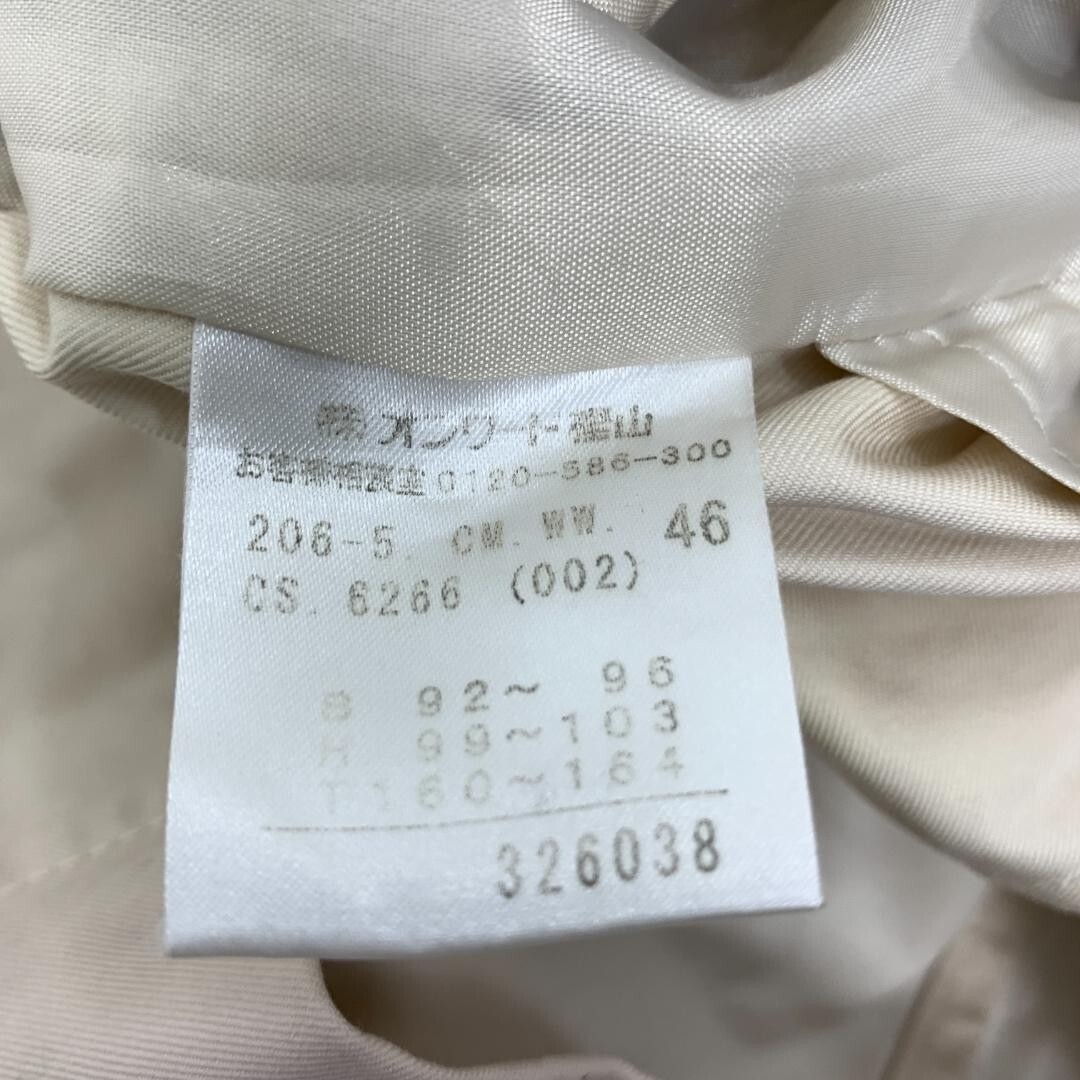 ㈱オンワード樫山
お客様相談室0120-586-300
206-5. CM. WW. 46
CS. 6266 (002)
B 92~ 96
H 99~103
T160~164
326038